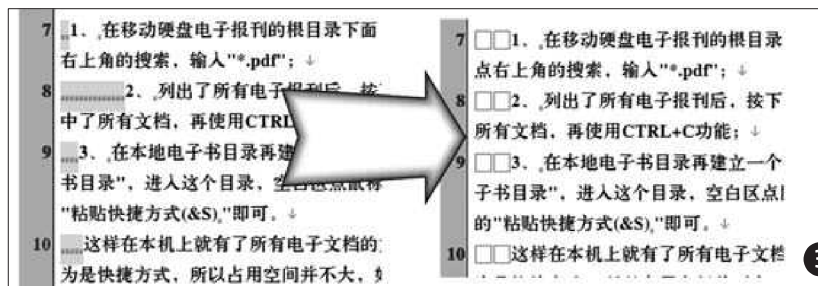 7 1、在移动硬盘电子报刊的根目录下面
右上角的搜索，输入"*.pdf"；↓
8 2、列出了所有电子报刊后，按
中了所有文档，再使用CTRL
9 3、在本地电子书目录再建
书目录"，进入这个目录，空白区点鼠标
"粘贴快捷方式(&S)"即可。↓
10 这样在本机上就有了所有电子文档的
为是快捷方式，所以占用空间并不大，
7 □□1、在移动硬盘电子报刊的根目录
点右上角的搜索，输入"*.pdf"；↓
8 □□2、列出了所有电子报刊后，按下
所有文档，再使用CTRL+C功能；↓
9 □□3、在本地电子书目录再建立一个
子书目录"，进入这个目录，空白区点
的"粘贴快捷方式(&S)"即可。↓
10 □□这样在本机上就有了所有电子文档